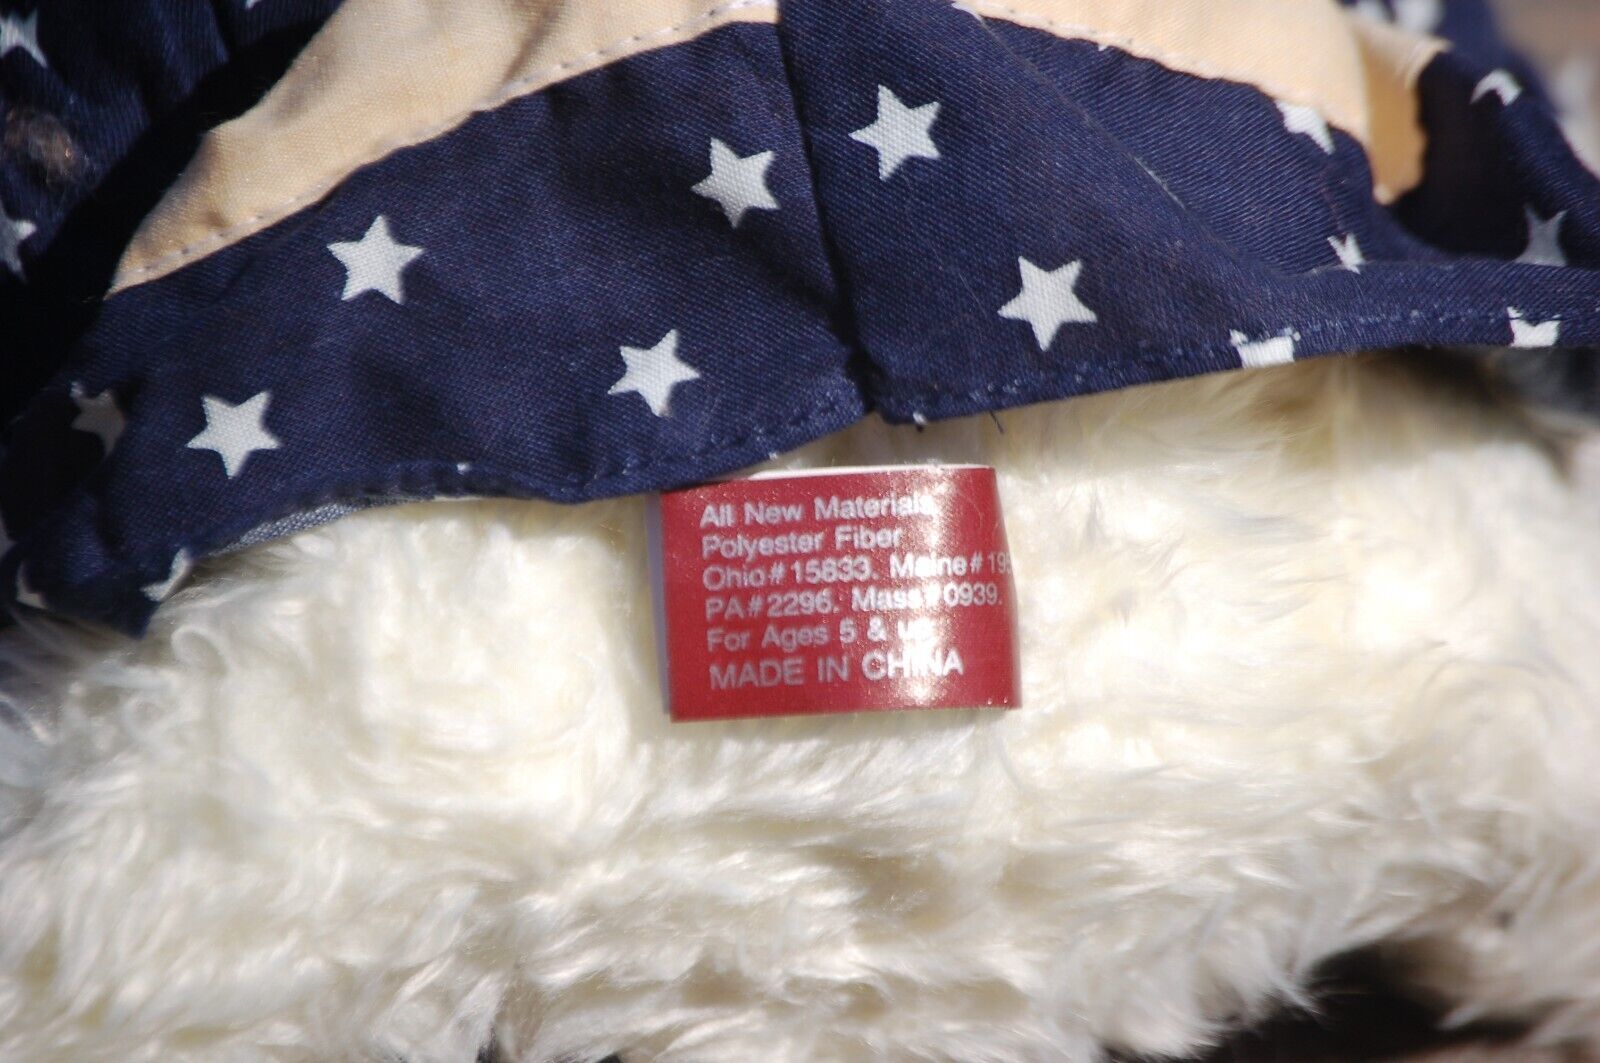 All New Materials
Polyester Fiber
Ohio# 15833. Maine# 195
PA#2296. Mass#0939.
For Ages 5 & up
MADE IN CHINA